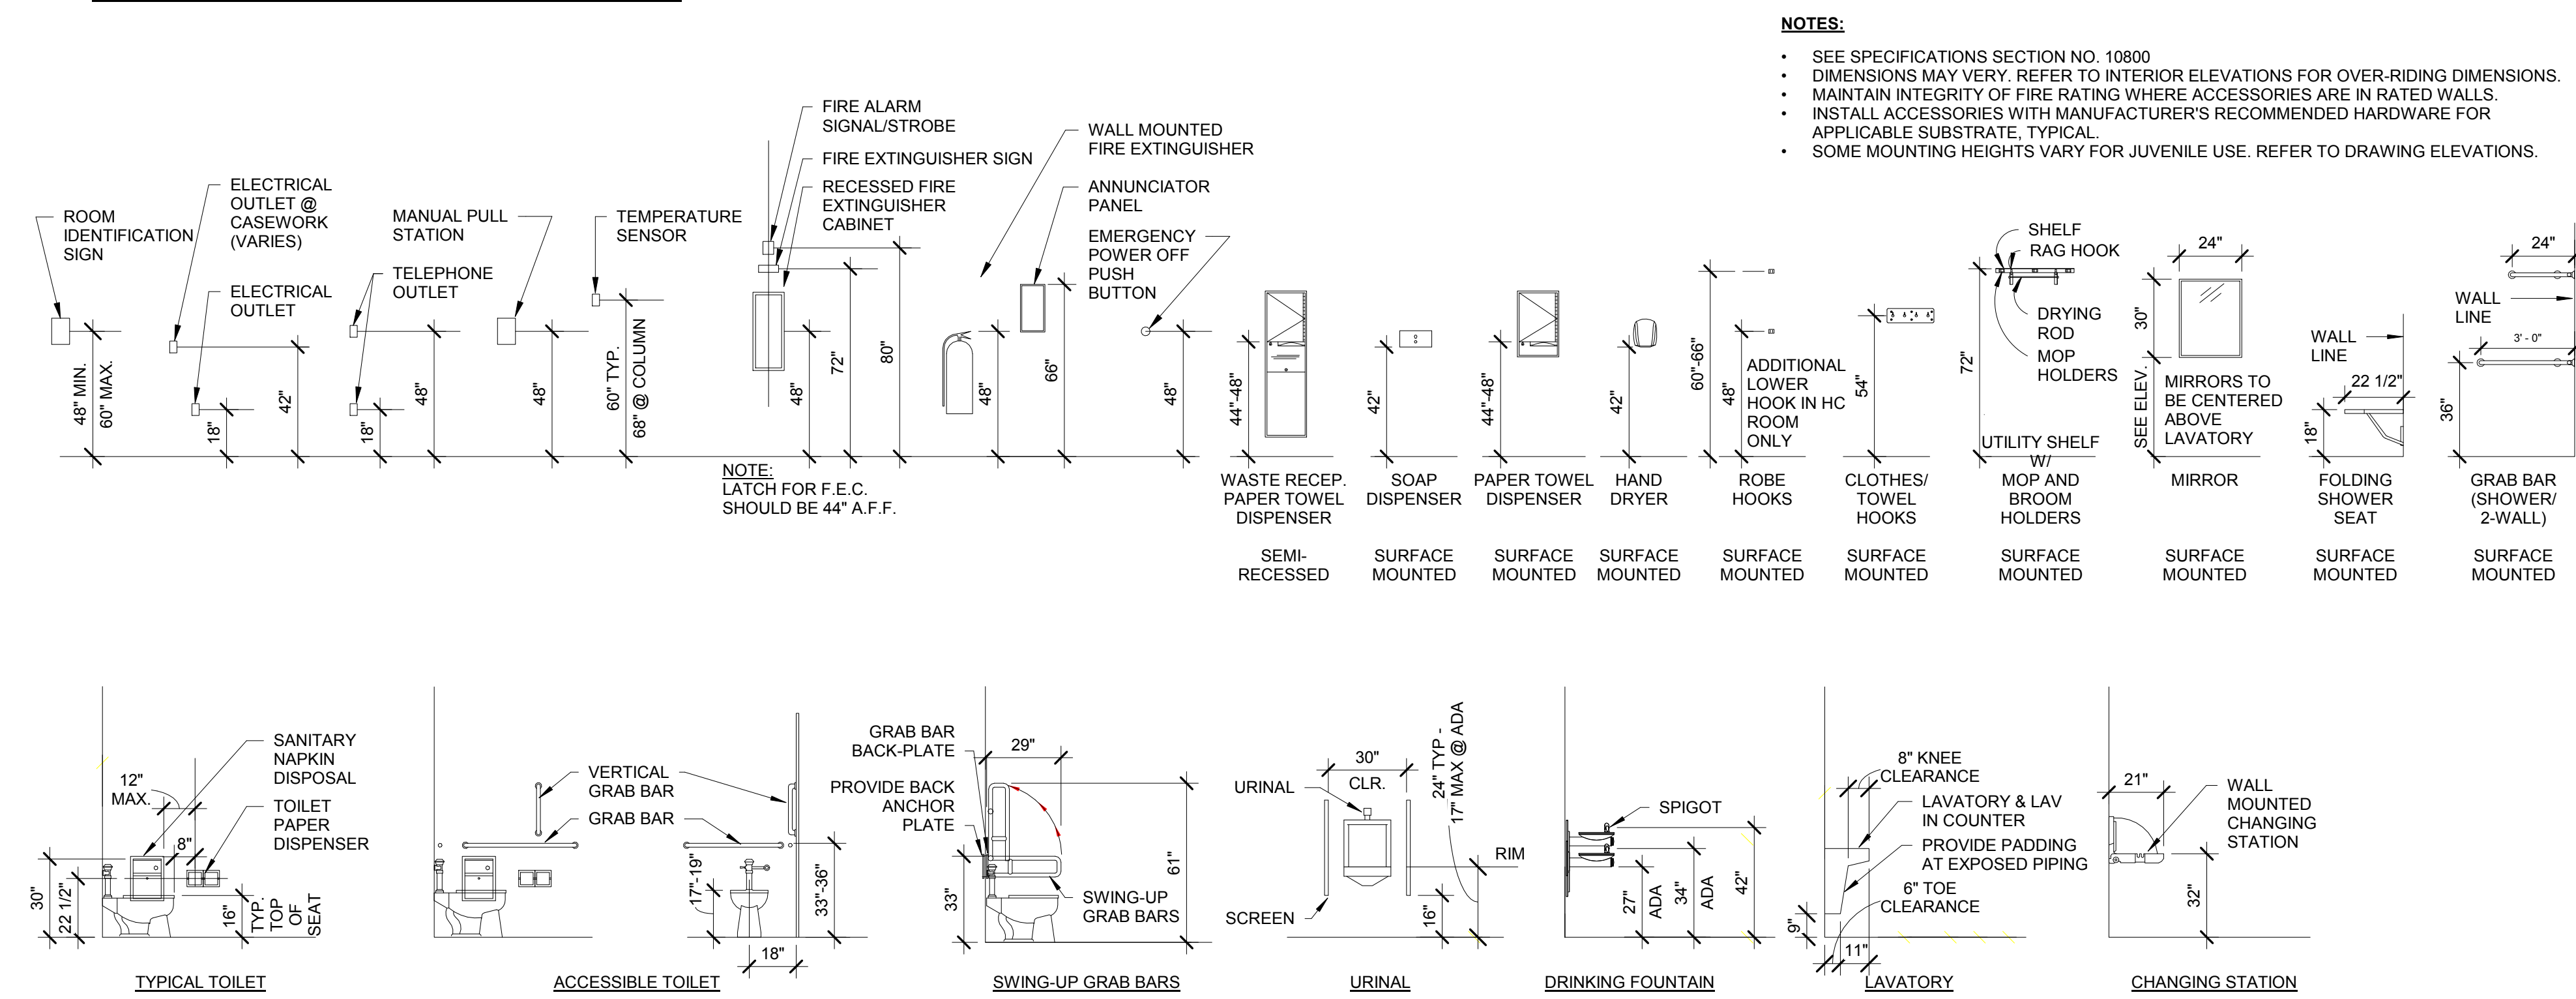 NOTES:
• SEE SPECIFICATIONS SECTION NO. 10800
• DIMENSIONS MAY VERY. REFER TO INTERIOR ELEVATIONS FOR OVER-RIDING DIMENSIONS.
• MAINTAIN INTEGRITY OF FIRE RATING WHERE ACCESSORIES ARE IN RATED WALLS.
• INSTALL ACCESSORIES WITH MANUFACTURER'S RECOMMENDED HARDWARE FOR
APPLICABLE SUBSTRATE, TYPICAL.
• SOME MOUNTING HEIGHTS VARY FOR JUVENILE USE. REFER TO DRAWING ELEVATIONS.
ROOM
IDENTIFICATION
SIGN
48" MIN.
60" MAX.
ELECTRICAL
OUTLET @
CASEWORK
(VARIES)
ELECTRICAL
OUTLET
18"
42"
TELEPHONE
OUTLET
18"
48"
MANUAL PULL
STATION
48"
TEMPERATURE
SENSOR
60" TYP.
68" @ COLUMN
FIRE ALARM
SIGNAL/STROBE
FIRE EXTINGUISHER SIGN
RECESSED FIRE
EXTINGUISHER
CABINET
48"
72"
80"
NOTE:
LATCH FOR F.E.C.
SHOULD BE 44" A.F.F.
WALL MOUNTED
FIRE EXTINGUISHER
48"
ANNUNCIATOR
PANEL
66"
EMERGENCY
POWER OFF
PUSH
BUTTON
48"
44"-48"
WASTE RECEP.
PAPER TOWEL
DISPENSER
SEMI-
RECESSED
42"
SOAP
DISPENSER
SURFACE
MOUNTED
44"-48"
PAPER TOWEL
DISPENSER
SURFACE
MOUNTED
42"
HAND
DRYER
SURFACE
MOUNTED
60"-66"
48"
ADDITIONAL
LOWER
HOOK IN HC
ROOM
ONLY
ROBE
HOOKS
SURFACE
MOUNTED
54"
CLOTHES/
TOWEL
HOOKS
SURFACE
MOUNTED
SHELF
RAG HOOK
DRYING
ROD
MOP
HOLDERS
72"
UTILITY SHELF
W/
MOP AND
BROOM
HOLDERS
SURFACE
MOUNTED
24"
30"
SEE ELEV.
MIRRORS TO
BE CENTERED
ABOVE
LAVATORY
MIRROR
SURFACE
MOUNTED
WALL
LINE
22 1/2"
18"
FOLDING
SHOWER
SEAT
SURFACE
MOUNTED
24"
WALL
LINE
3' - 0"
36"
GRAB BAR
(SHOWER/
2-WALL)
SURFACE
MOUNTED
SANITARY
NAPKIN
DISPOSAL
TOILET
PAPER
DISPENSER
12"
MAX.
8"
30"
22 1/2"
16"
TYP.
TOP
OF
SEAT
TYPICAL TOILET
VERTICAL
GRAB BAR
GRAB BAR
17"-19"
33"-36"
18"
ACCESSIBLE TOILET
GRAB BAR
BACK-PLATE
PROVIDE BACK
ANCHOR
PLATE
29"
33"
61"
SWING-UP
GRAB BARS
SWING-UP GRAB BARS
URINAL
30"
CLR.
SCREEN
24" TYP -
17" MAX @ ADA
RIM
16"
URINAL
SPIGOT
27"
ADA
34"
ADA
42"
DRINKING FOUNTAIN
8" KNEE
CLEARANCE
LAVATORY & LAV
IN COUNTER
PROVIDE PADDING
AT EXPOSED PIPING
6" TOE
CLEARANCE
9"
11"
LAVATORY
21"
WALL
MOUNTED
CHANGING
STATION
32"
CHANGING STATION